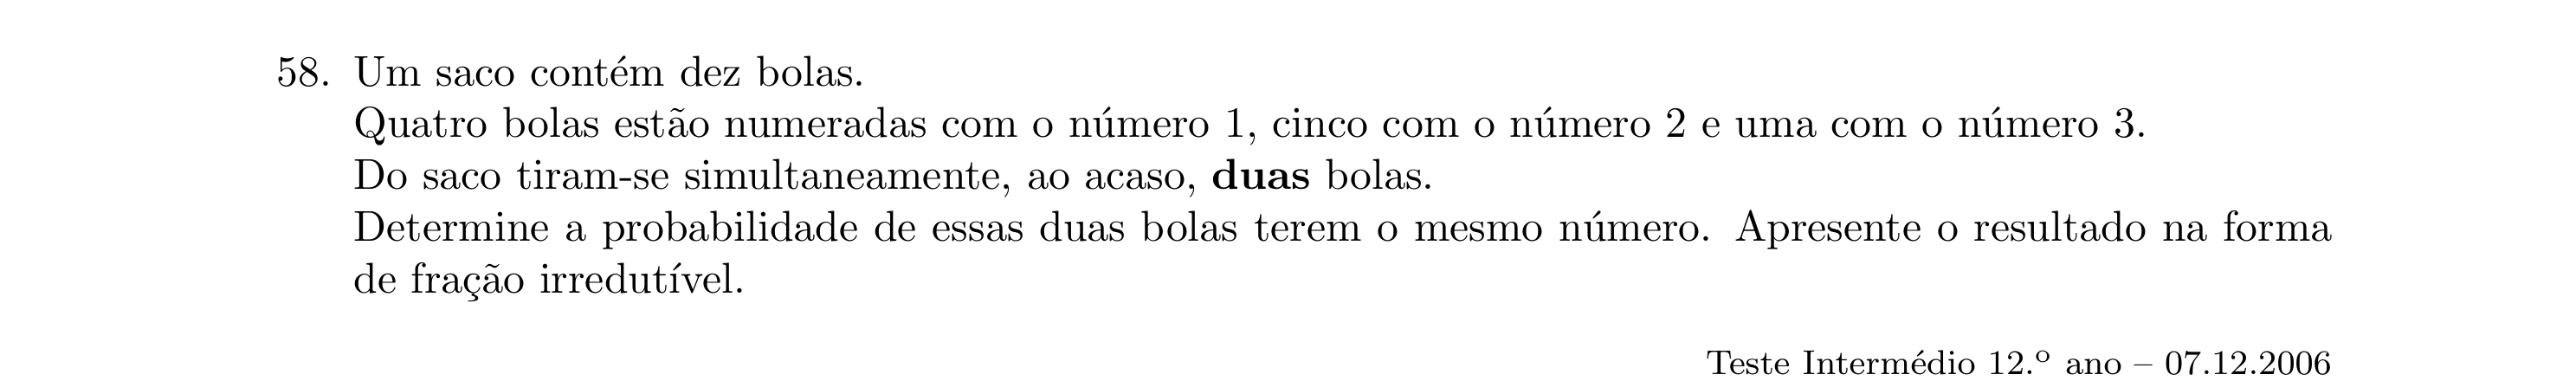 58. Um saco contém dez bolas.
Quatro bolas estão numeradas com o número 1, cinco com o número 2 e uma com o número 3.
Do saco tiram-se simultaneamente, ao acaso, duas bolas.
Determine a probabilidade de essas duas bolas terem o mesmo número. Apresente o resultado na forma
de fração irredutível.
Teste Intermédio 12.º ano – 07.12.2006